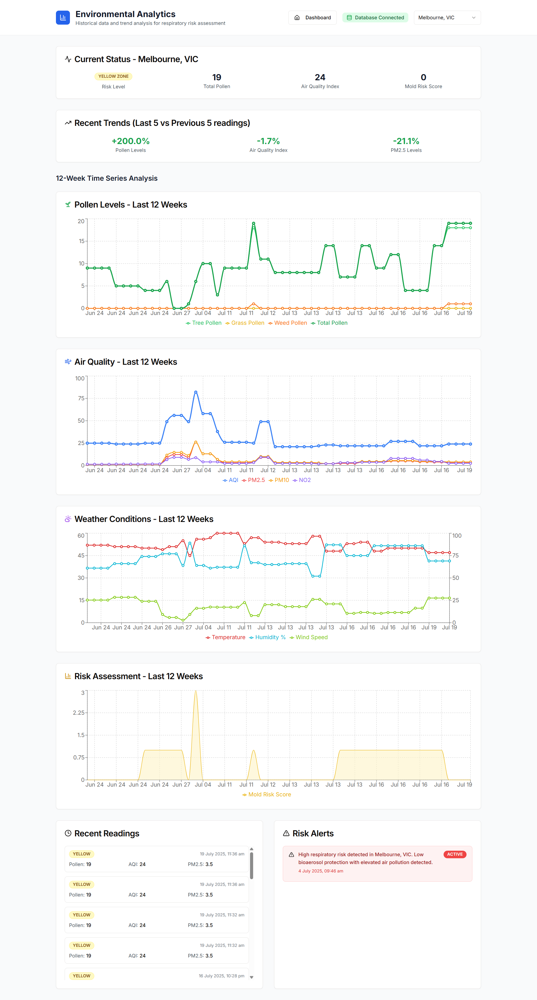 Environmental Analytics
Historical data and trend analysis for respiratory risk assessment
Dashboard
Database Connected
Melbourne, VIC
Current Status - Melbourne, VIC
YELLOW ZONE
Risk Level
19
Total Pollen
24
Air Quality Index
0
Mold Risk Score
Recent Trends (Last 5 vs Previous 5 readings)
+200.0%
Pollen Levels
-1.7%
Air Quality Index
-21.1%
PM2.5 Levels
12-Week Time Series Analysis
Pollen Levels - Last 12 Weeks
20
15
10
5
0
Jun 24 Jun 24 Jun 24 Jun 24 Jun 27 Jul 04 Jul 11 Jul 11 Jul 12 Jul 13 Jul 13 Jul 13 Jul 13 Jul 16 Jul 16 Jul 16 Jul 16 Jul 19
Tree Pollen Grass Pollen Weed Pollen Total Pollen
Air Quality - Last 12 Weeks
100
75
50
25
0
Jun 24 Jun 24 Jun 24 Jun 24 Jun 27 Jul 04 Jul 11 Jul 11 Jul 12 Jul 13 Jul 13 Jul 13 Jul 13 Jul 16 Jul 16 Jul 16 Jul 16 Jul 19
AQI PM2.5 PM10 NO2
Weather Conditions - Last 12 Weeks
60 100
45 75
30 50
15 25
0 0
Jun 24 Jun 24 Jun 24 Jun 26 Jun 27 Jul 04 Jul 11 Jul 11 Jul 13 Jul 13 Jul 13 Jul 13 Jul 16 Jul 16 Jul 16 Jul 16 Jul 19 Jul 19
Temperature Humidity % Wind Speed
Risk Assessment - Last 12 Weeks
3
2.25
1.5
0.75
0
Jun 24 Jun 24 Jun 24 Jun 24 Jun 27 Jul 04 Jul 11 Jul 11 Jul 12 Jul 13 Jul 13 Jul 13 Jul 13 Jul 16 Jul 16 Jul 16 Jul 16 Jul 19
Mold Risk Score
Recent Readings
YELLOW 19 July 2025, 11:36 am
Pollen: 19 AQI: 24 PM2.5: 3.5
YELLOW 19 July 2025, 11:36 am
Pollen: 19 AQI: 24 PM2.5: 3.5
YELLOW 19 July 2025, 11:32 am
Pollen: 19 AQI: 24 PM2.5: 3.5
YELLOW 19 July 2025, 11:32 am
Pollen: 19 AQI: 24 PM2.5: 3.5
YELLOW 16 July 2025, 10:28 pm
Risk Alerts
High respiratory risk detected in Melbourne, VIC. Low
bioaerosol protection with elevated air pollution detected.
ACTIVE
4 July 2025, 09:46 am